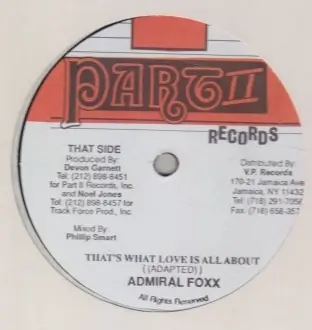 PART II
RECORDS
THAT SIDE
Produced By:
Devon Garnett
Tel: (212) 898-8451
for Part II Records, Inc.
and Noel Jones
Tel: (212) 898-8457 for
Track Force Prod., Inc
Mixed By:
Phillip Smart
Distributed By:
V.P. Records
170-21 Jamaica Ave
Jamaica, NY 11432
Tel: (718) 291-7058
Fax: (718) 658-357
THAT'S WHAT LOVE IS ALL ABOUT
((ADAPTED))
ADMIRAL FOXX
All Rights Reserved